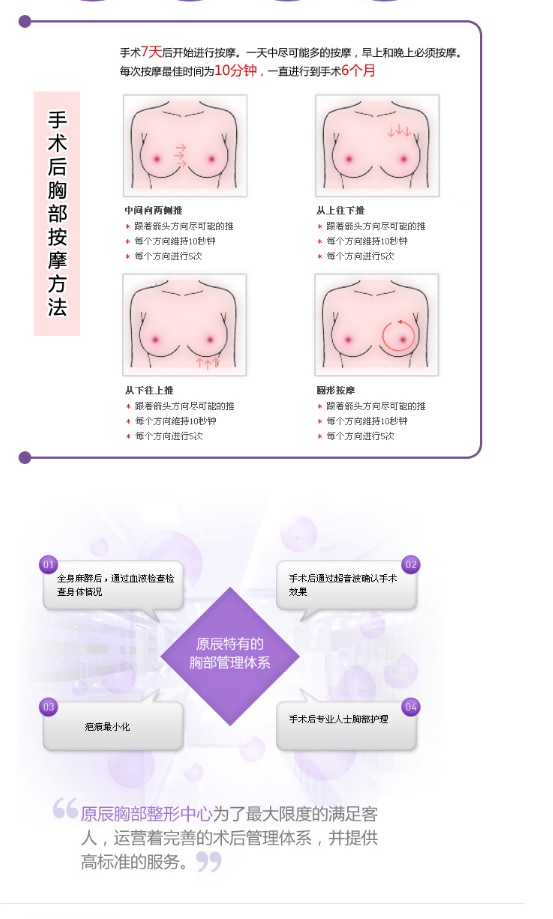 手术7天后开始进行按摩。一天中尽可能多的按摩，早上和晚上必须按摩。
每次按摩最佳时间为10分钟，一直进行到手术6个月
手术后胸部按摩方法
中间向两侧推
* 跟着箭头方向尽可能的推
* 每个方向维持10秒钟
* 每个方向进行5次
从上往下推
* 跟着箭头方向尽可能的推
* 每个方向维持10秒钟
* 每个方向进行5次
从下往上推
* 跟着箭头方向尽可能的推
* 每个方向维持10秒钟
* 每个方向进行5次
圆形按摩
* 跟着箭头方向尽可能的推
* 每个方向维持10秒钟
* 每个方向进行5次
01
全身麻醉后，通过血液检查检
查身体情况
02
手术后通过超音波确认手术
效果
原辰特有的
胸部管理体系
03
疤痕最小化
04
手术后专业人士胸部护理
“原辰胸部整形中心为了最大限度的满足客
人，运营着完善的术后管理体系，并提供
高标准的服务。”